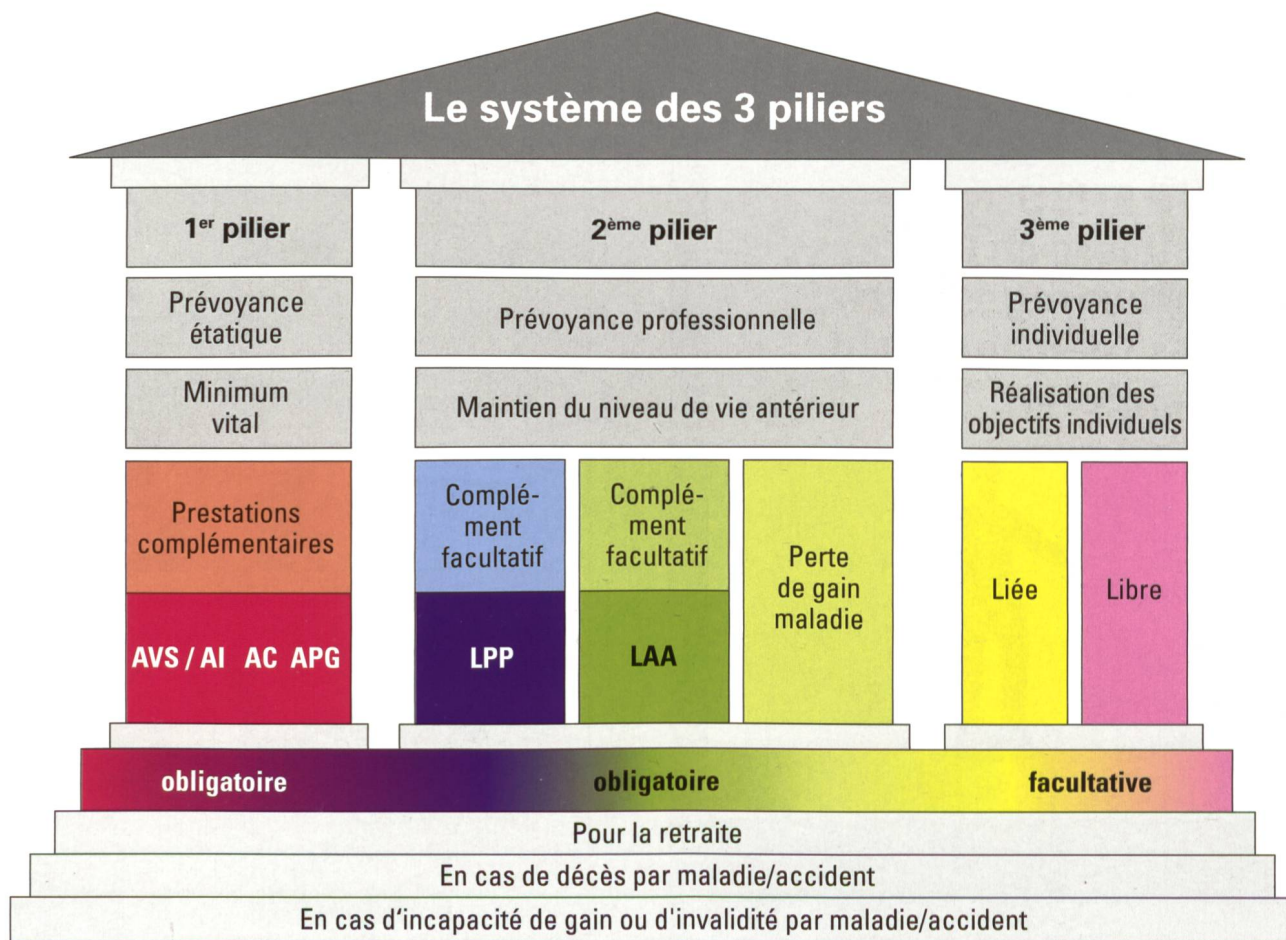 Le système des 3 piliers
1er pilier
2ème pilier
3ème pilier
Prévoyance
étatique
Prévoyance professionnelle
Prévoyance
individuelle
Minimum
vital
Maintien du niveau de vie antérieur
Réalisation des
objectifs individuels
Prestations
complémentaires
AVS / AI AC APG
Complé-
ment
facultatif
LPP
Complé-
ment
facultatif
LAA
Perte
de gain
maladie
Liée
Libre
obligatoire
obligatoire
facultative
Pour la retraite
En cas de décès par maladie/accident
En cas d‘incapacité de gain ou d'invalidité par maladie/accident